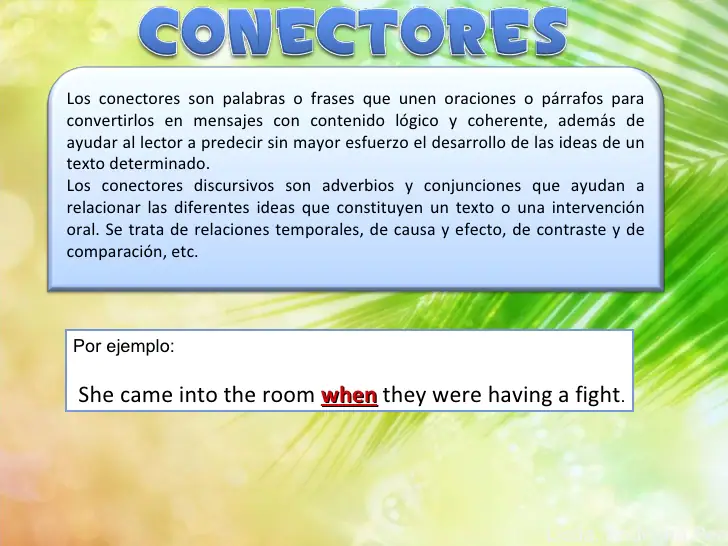 CONECTORES
Los conectores son palabras o frases que unen oraciones o párrafos para
convertirlos en mensajes con contenido lógico y coherente, además de
ayudar al lector a predecir sin mayor esfuerzo el desarrollo de las ideas de un
texto determinado.
Los conectores discursivos son adverbios y conjunciones que ayudan a
relacionar las diferentes ideas que constituyen un texto o una intervención
oral. Se trata de relaciones temporales, de causa y efecto, de contraste y de
comparación, etc.
Por ejemplo:
She came into the room when they were having a fight.